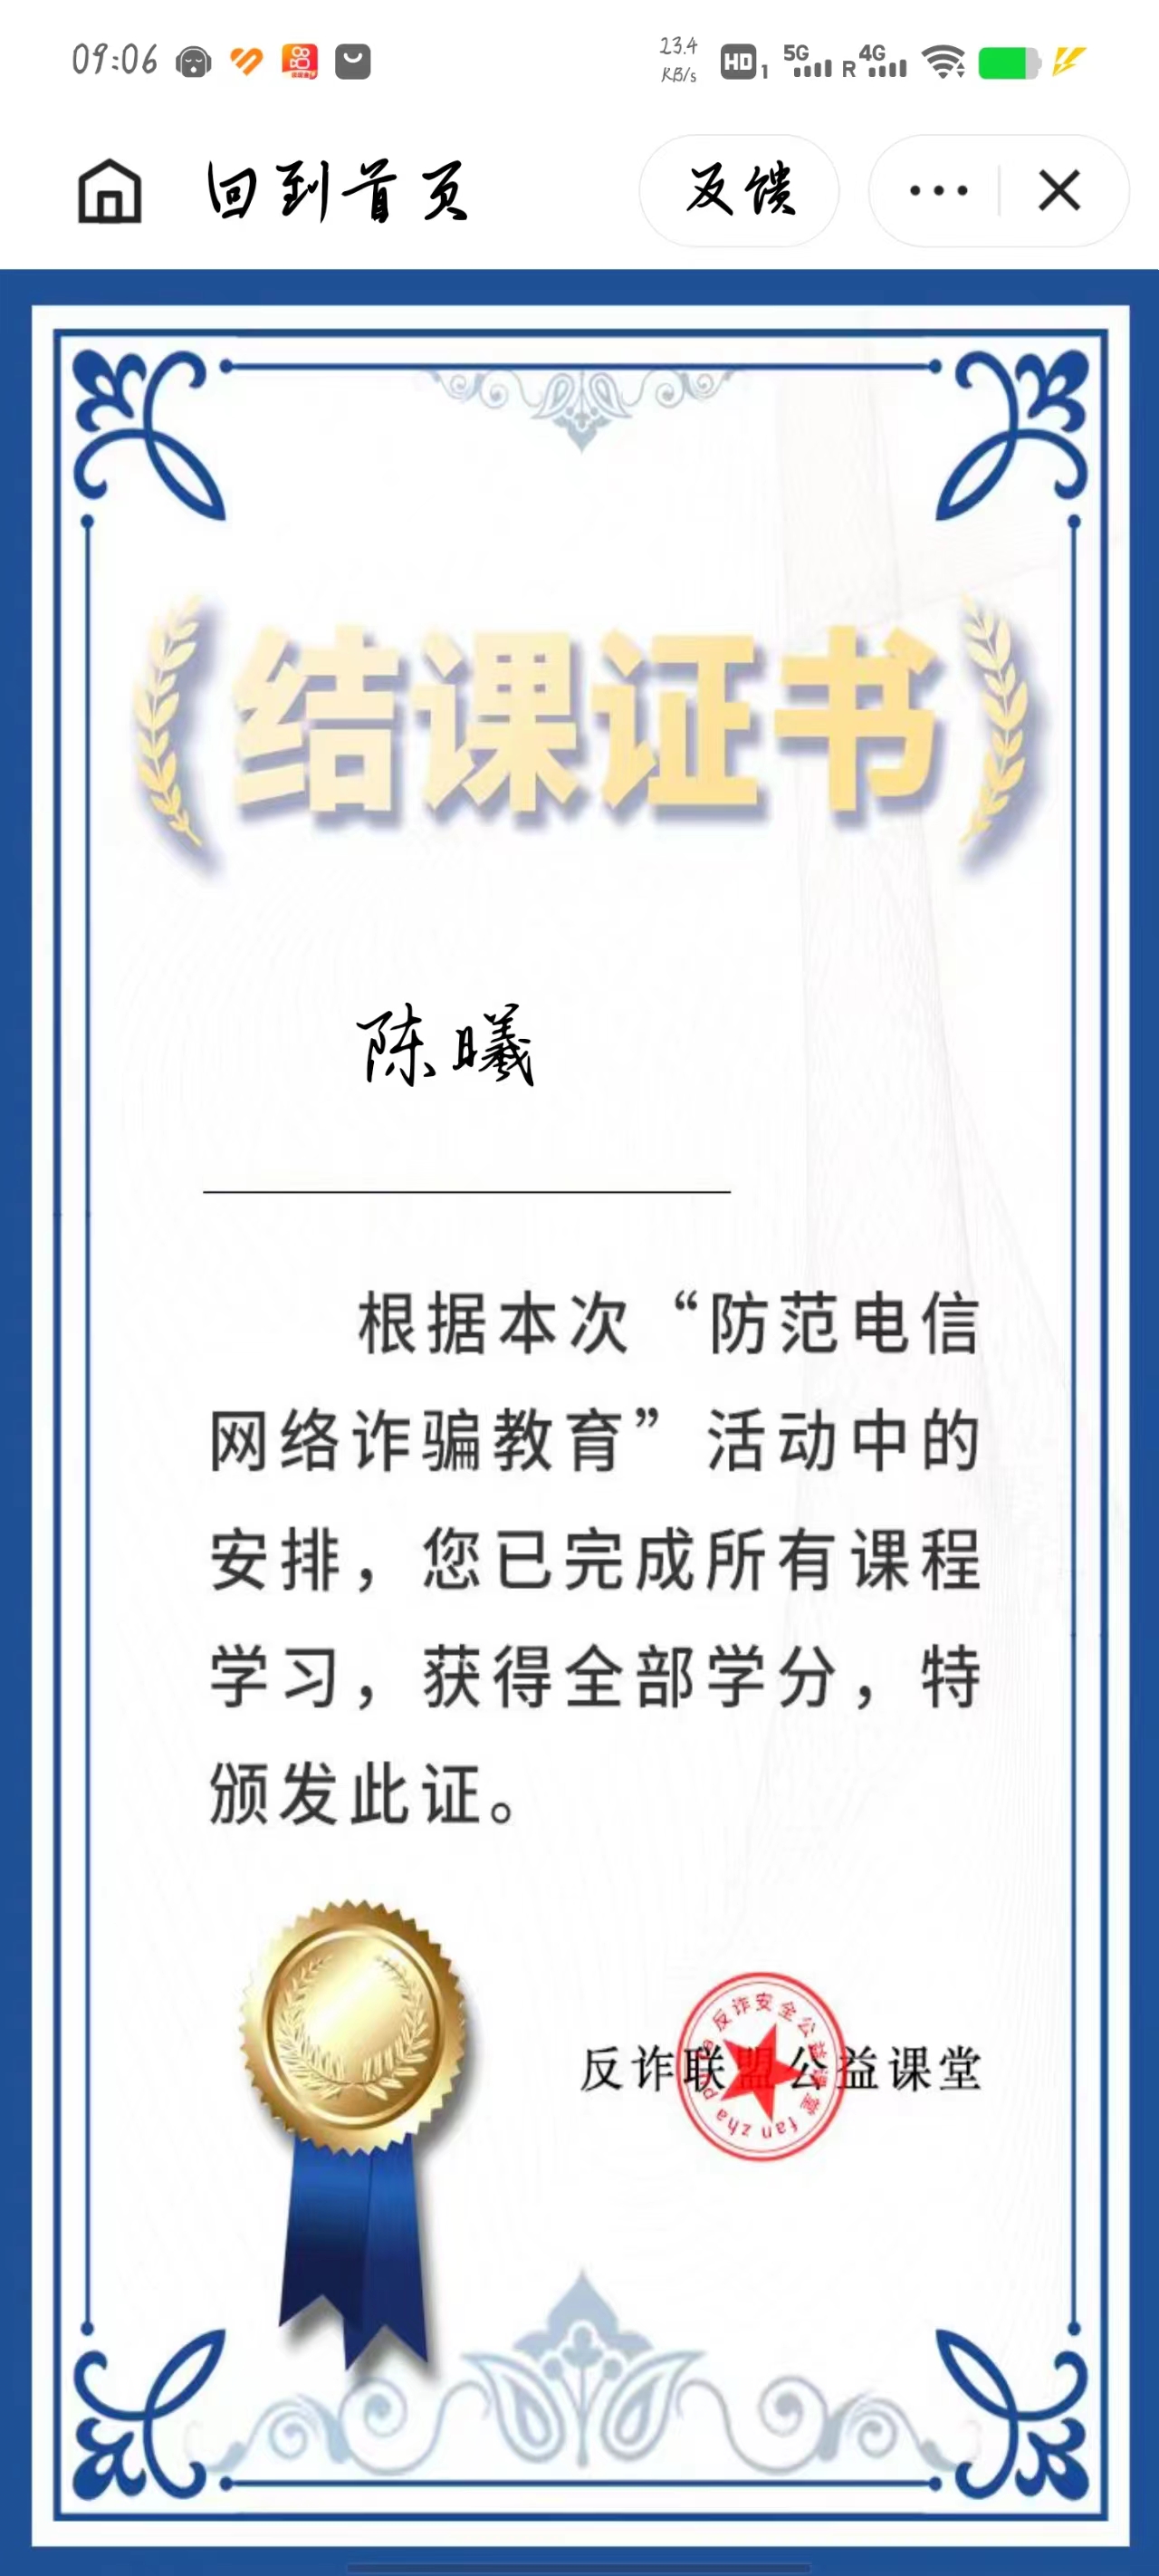 09:06
23.4
KB/s
HD 1
5G
R 4G
回到首页
反馈
结课证书
陈曦
根据本次“防范电信
网络诈骗教育”活动中的
安排，您已完成所有课程
学习，获得全部学分，特
颁发此证。
反诈联盟公益课堂
反诈安全公益课堂
fan zha